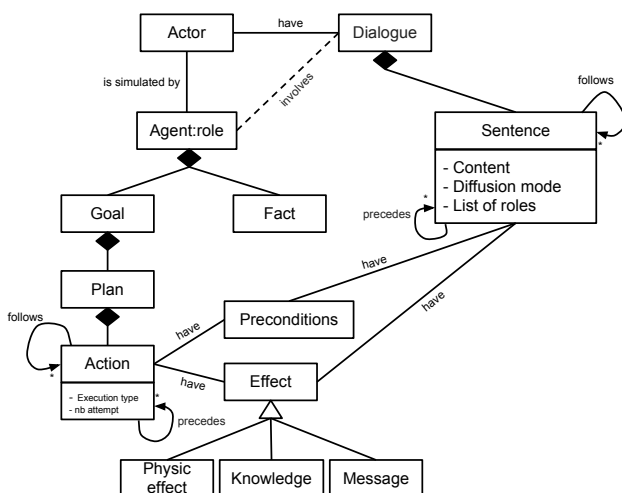 Actor
have
Dialogue
is simulated by
involves
follows
Agent:role
Sentence
*
- Content
- Diffusion mode
- List of roles
*
precedes
Goal
Fact
have
have
Plan
Preconditions
follows
have
Action
*
have
Effect
- Execution type
- nb attempt
*
precedes
Physic
effect
Knowledge
Message